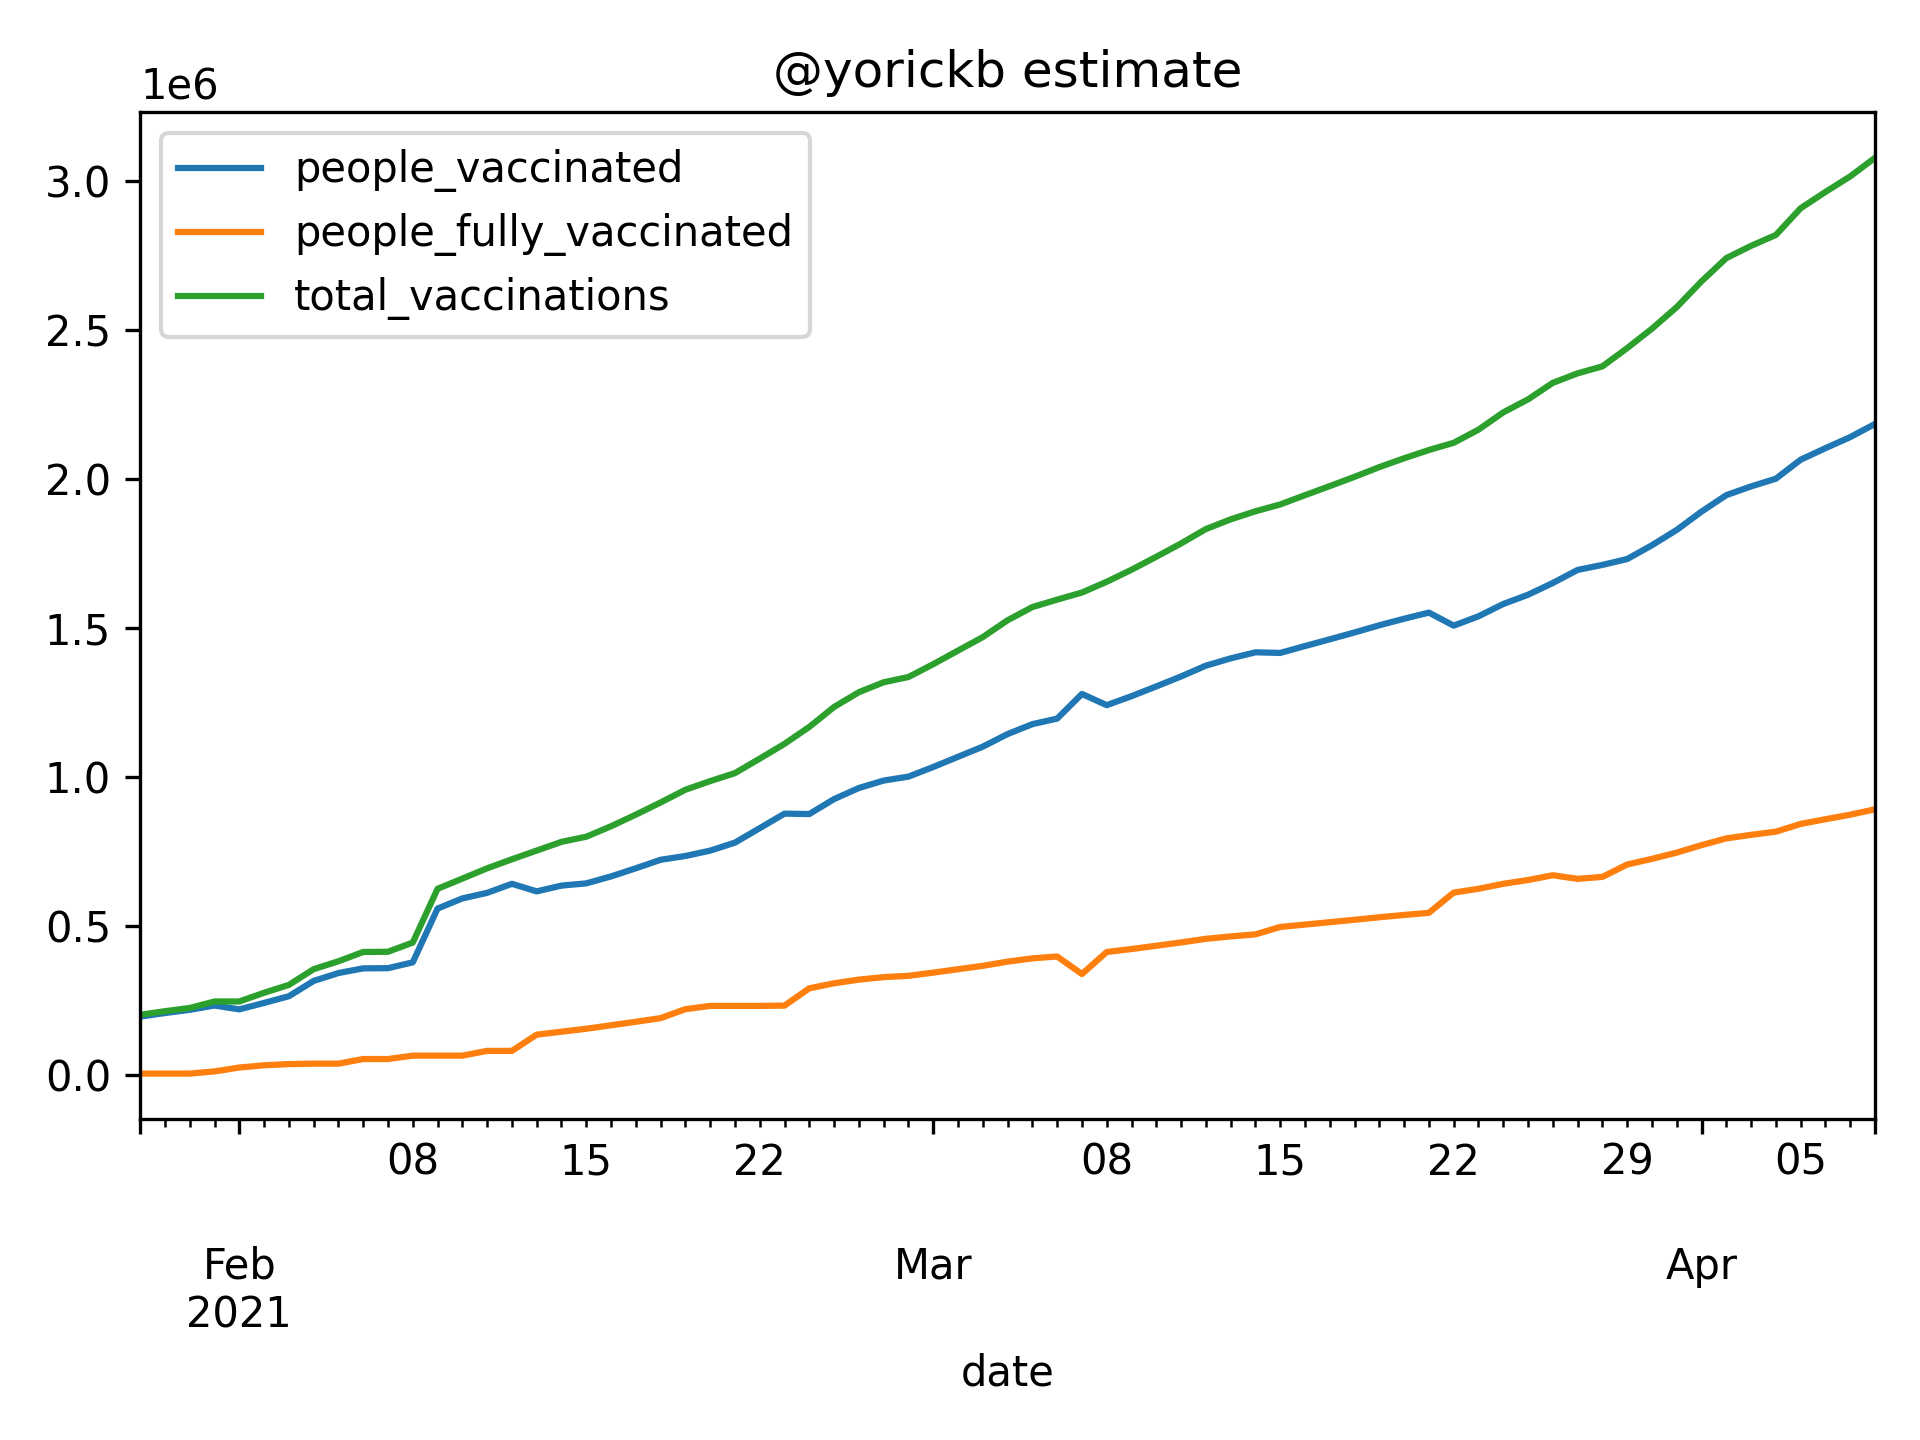 @yorickb estimate
1e6
people_vaccinated
people_fully_vaccinated
total_vaccinations
3.0
2.5
2.0
1.5
1.0
0.5
0.0
08 15 22 08 15 22 29 05
Feb Mar Apr
2021
date